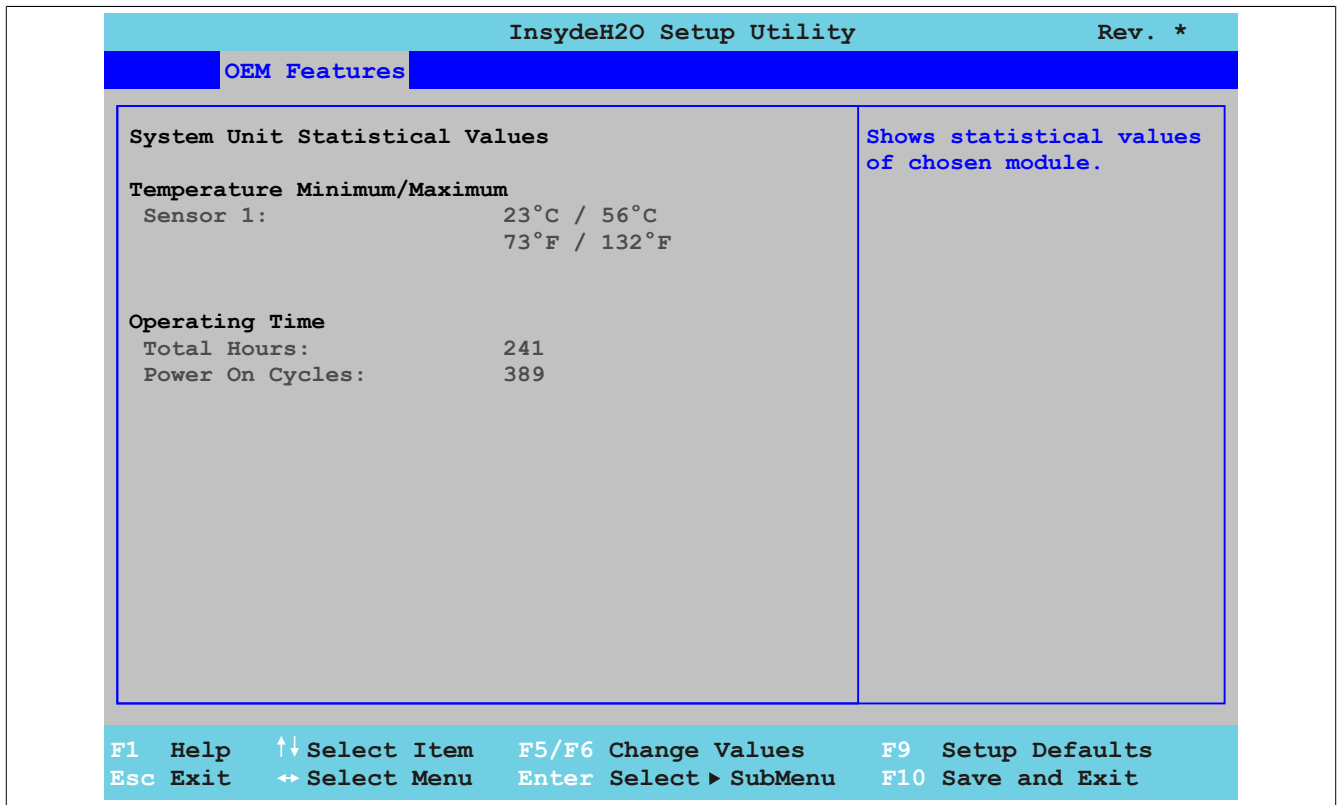 InsydeH2O Setup Utility Rev. *
OEM Features
System Unit Statistical Values
Shows statistical values
of chosen module.
Temperature Minimum/Maximum
Sensor 1: 23°C / 56°C
73°F / 132°F
Operating Time
Total Hours: 241
Power On Cycles: 389
F1 Help ↑↓ Select Item F5/F6 Change Values F9 Setup Defaults
Esc Exit ↔ Select Menu Enter Select ▶ SubMenu F10 Save and Exit